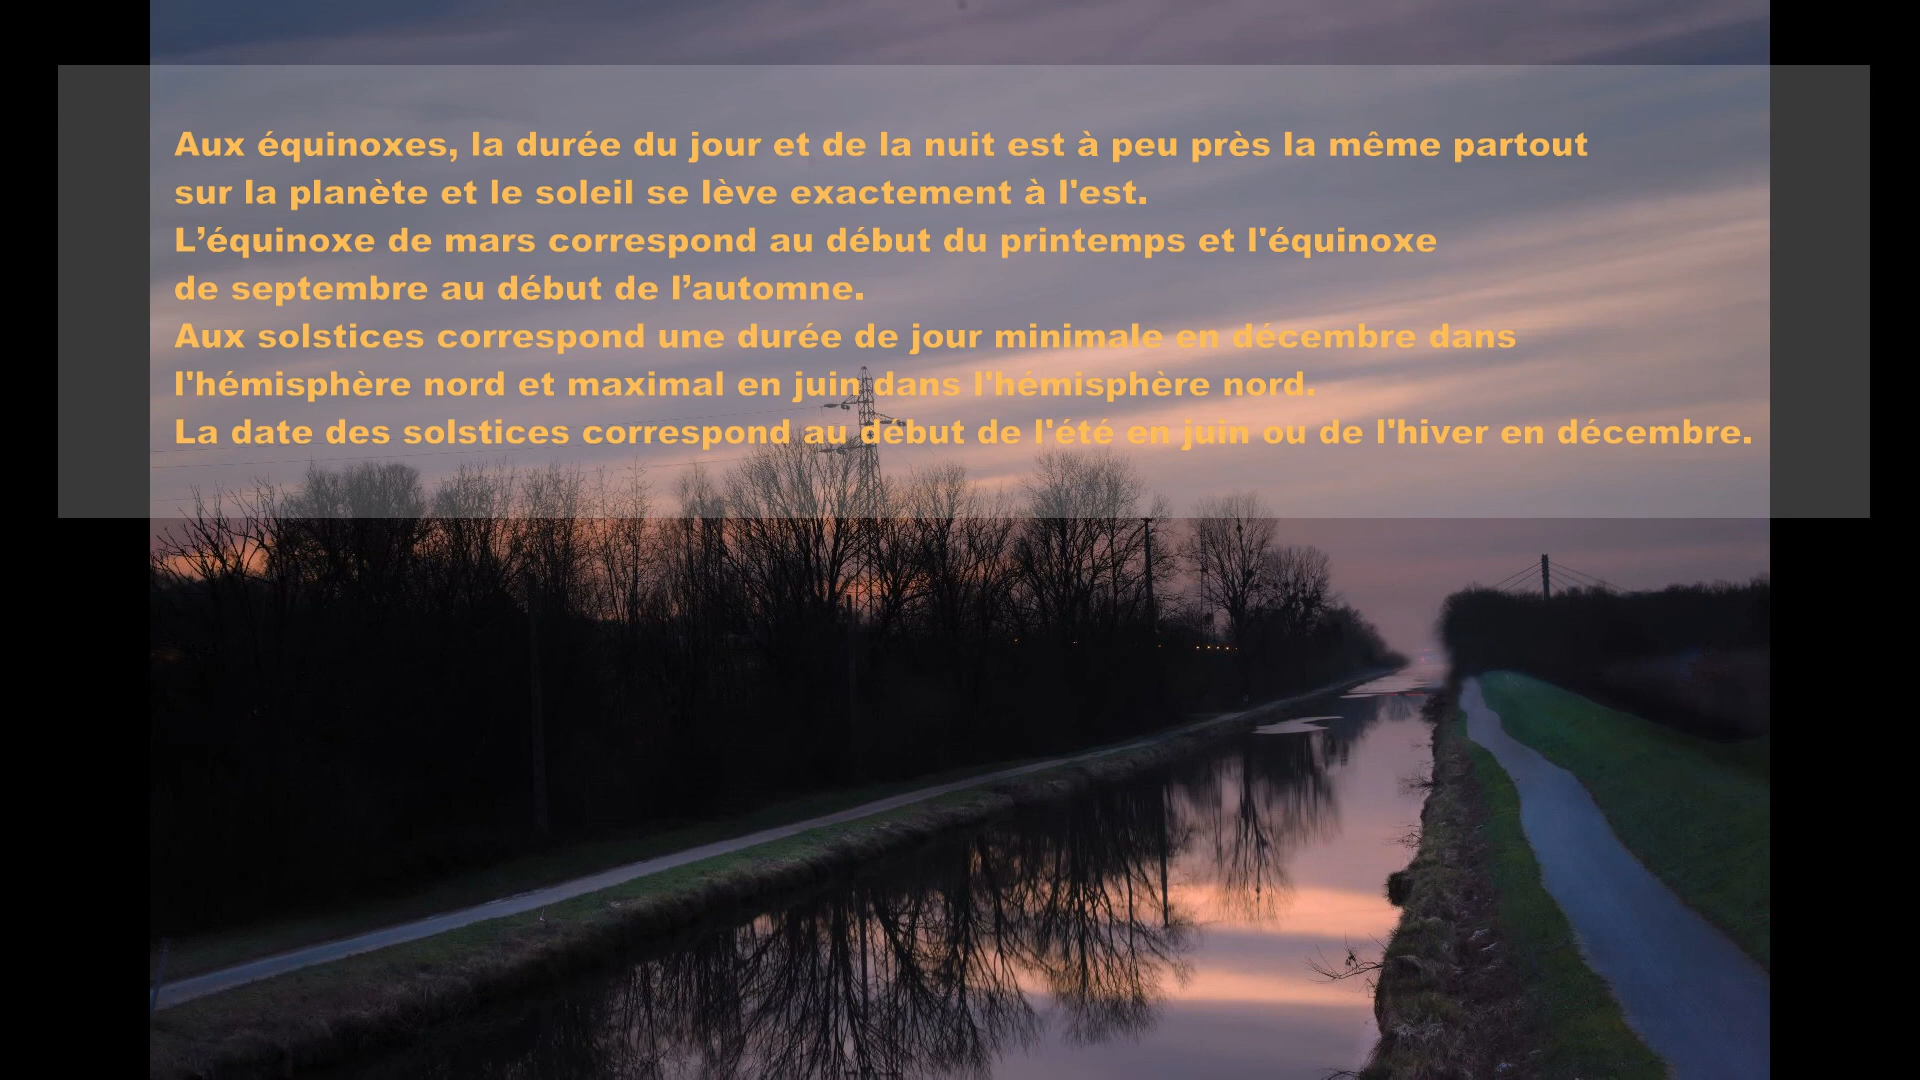 Aux équinoxes, la durée du jour et de la nuit est à peu près la même partout
sur la planète et le soleil se lève exactement à l'est.
L’équinoxe de mars correspond au début du printemps et l'équinoxe
de septembre au début de l’automne.
Aux solstices correspond une durée de jour minimale en décembre dans
l'hémisphère nord et maximal en juin dans l'hémisphère nord.
La date des solstices correspond au début de l'été en juin ou de l'hiver en décembre.